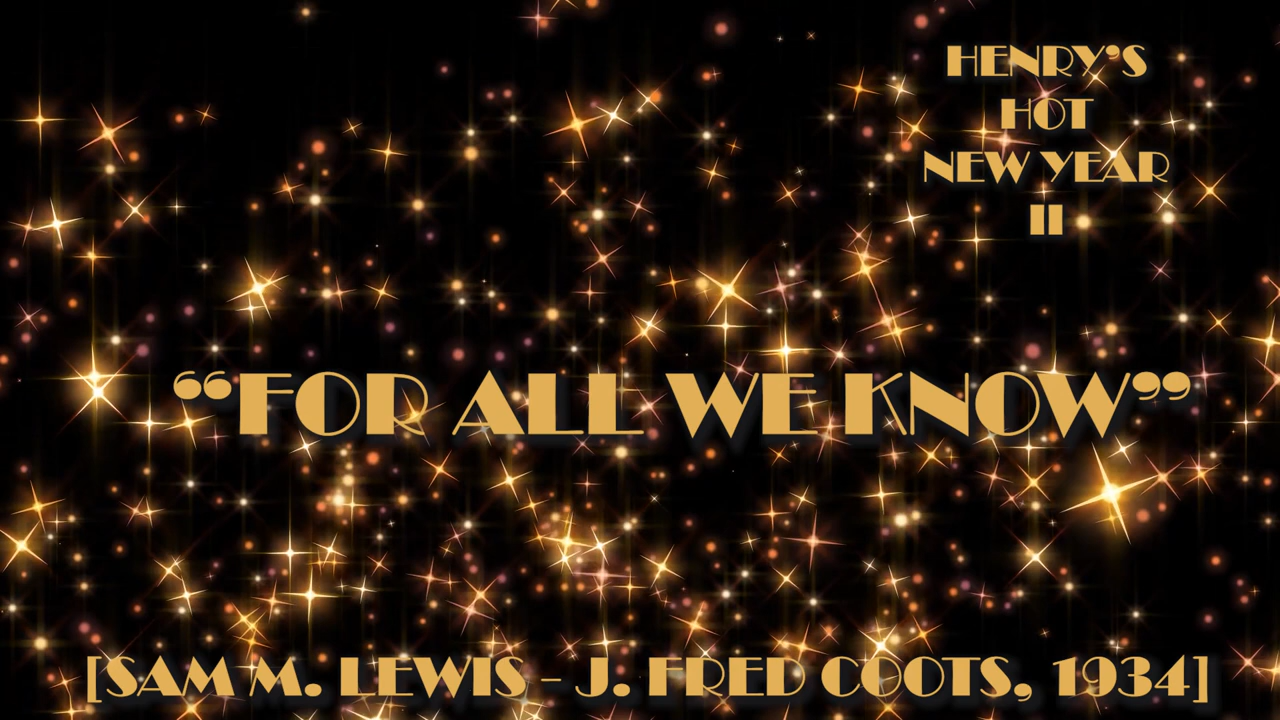 HENRY’S
HOT
NEW YEAR
II
“FOR ALL WE KNOW”
[SAM M. LEWIS – J. FRED COOTS, 1934]